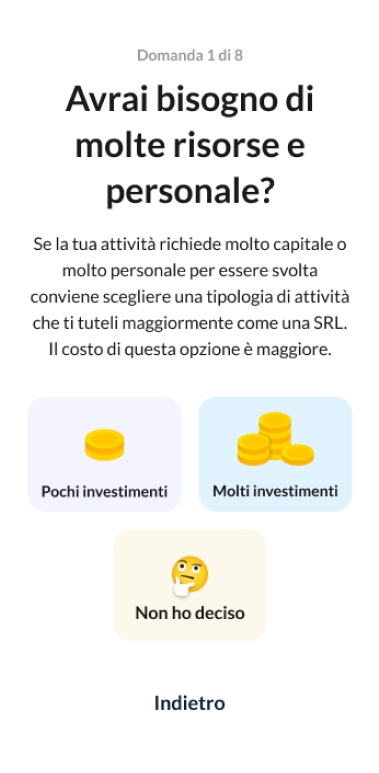 Domanda 1 di 8
Avrai bisogno di
molte risorse e
personale?
Se la tua attività richiede molto capitale o
molto personale per essere svolta
conviene scegliere una tipologia di attività
che ti tuteli maggiormente come una SRL.
Il costo di questa opzione è maggiore.
Pochi investimenti
Molti investimenti
Non ho deciso
Indietro